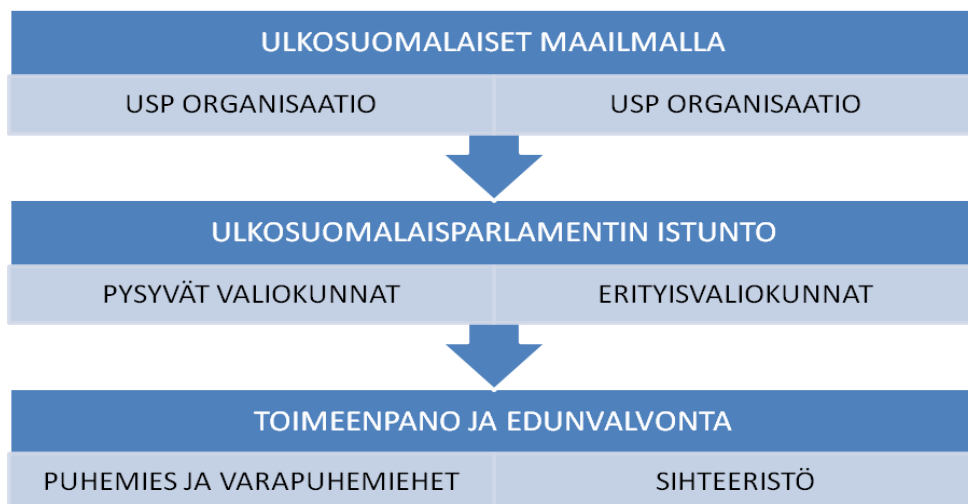 ULKOSUOMALAISET MAAILMALLA
USP ORGANISAATIO USP ORGANISAATIO
ULKOSUOMALAISPARLAMENTIN ISTUNTO
PYSYVÄT VALIOKUNNAT ERITYISVALIOKUNNAT
TOIMEENPANO JA EDUNVALVONTA
PUHEMIES JA VARAPUHEMIEHET SIHTEERISTÖ